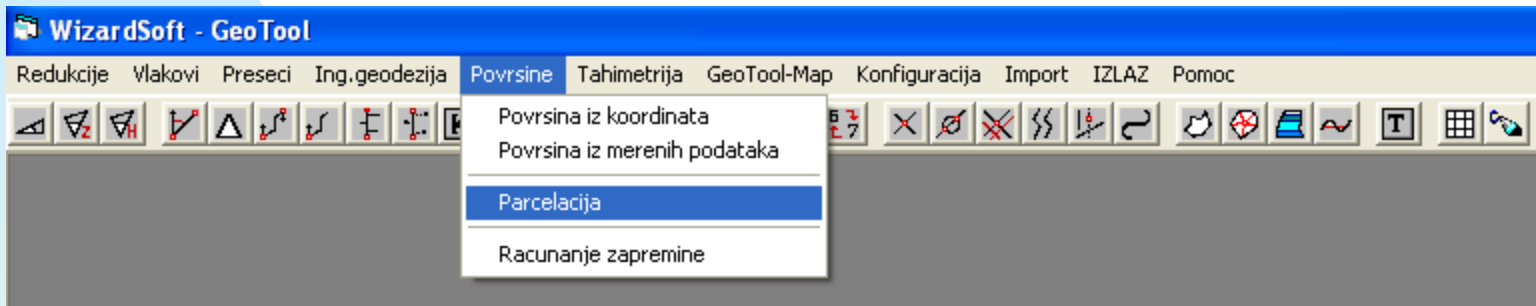 WizardSoft - GeoTool
Redukcije Vlakovi Preseci Ing.geodezija Povrsine Tahimetrija GeoTool-Map Konfiguracija Import IZLAZ Pomoc
Z H T
Povrsina iz koordinata
Povrsina iz merenih podataka
Parcelacija
Racunanje zapremine